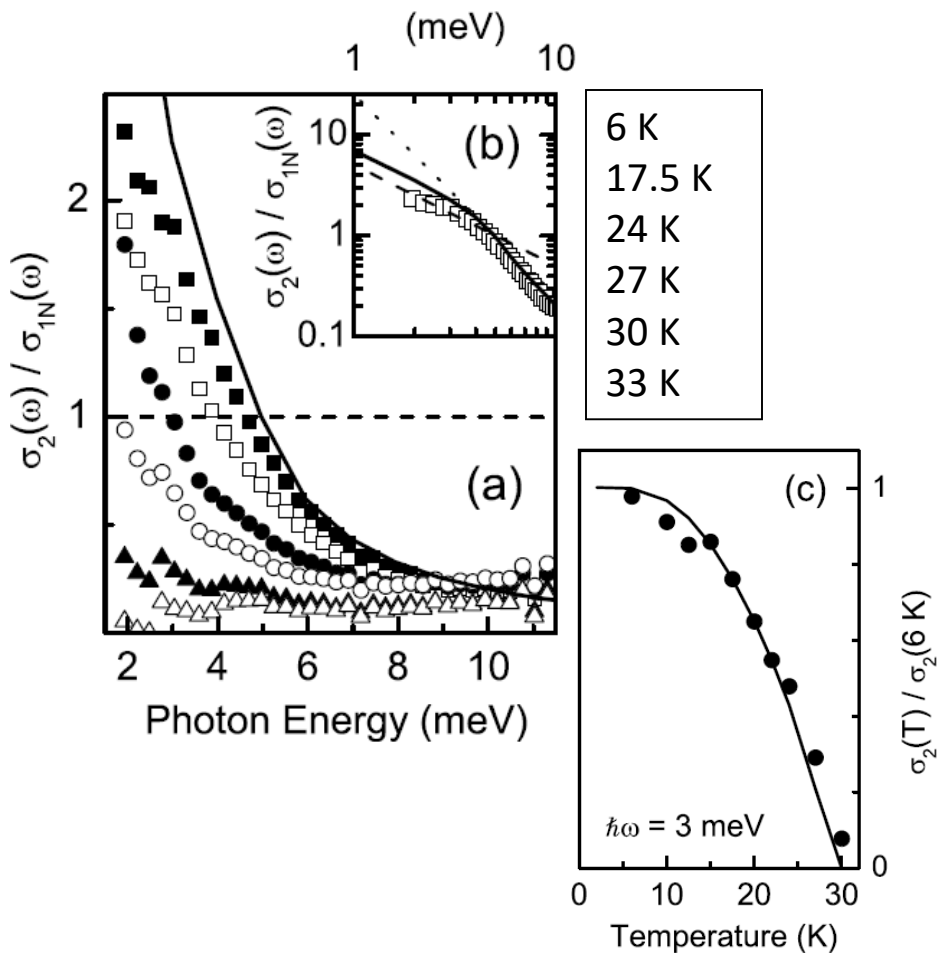 (meV)
1 10
σ₂(ω) / σ₁N(ω)
10
1
0.1
(b)
σ₂(ω) / σ₁N(ω)
2
1
(a)
2 4 6 8 10
Photon Energy (meV)
6 K
17.5 K
24 K
27 K
30 K
33 K
(c)
1
0
σ₂(T) / σ₂(6 K)
ħω = 3 meV
0 10 20 30
Temperature (K)